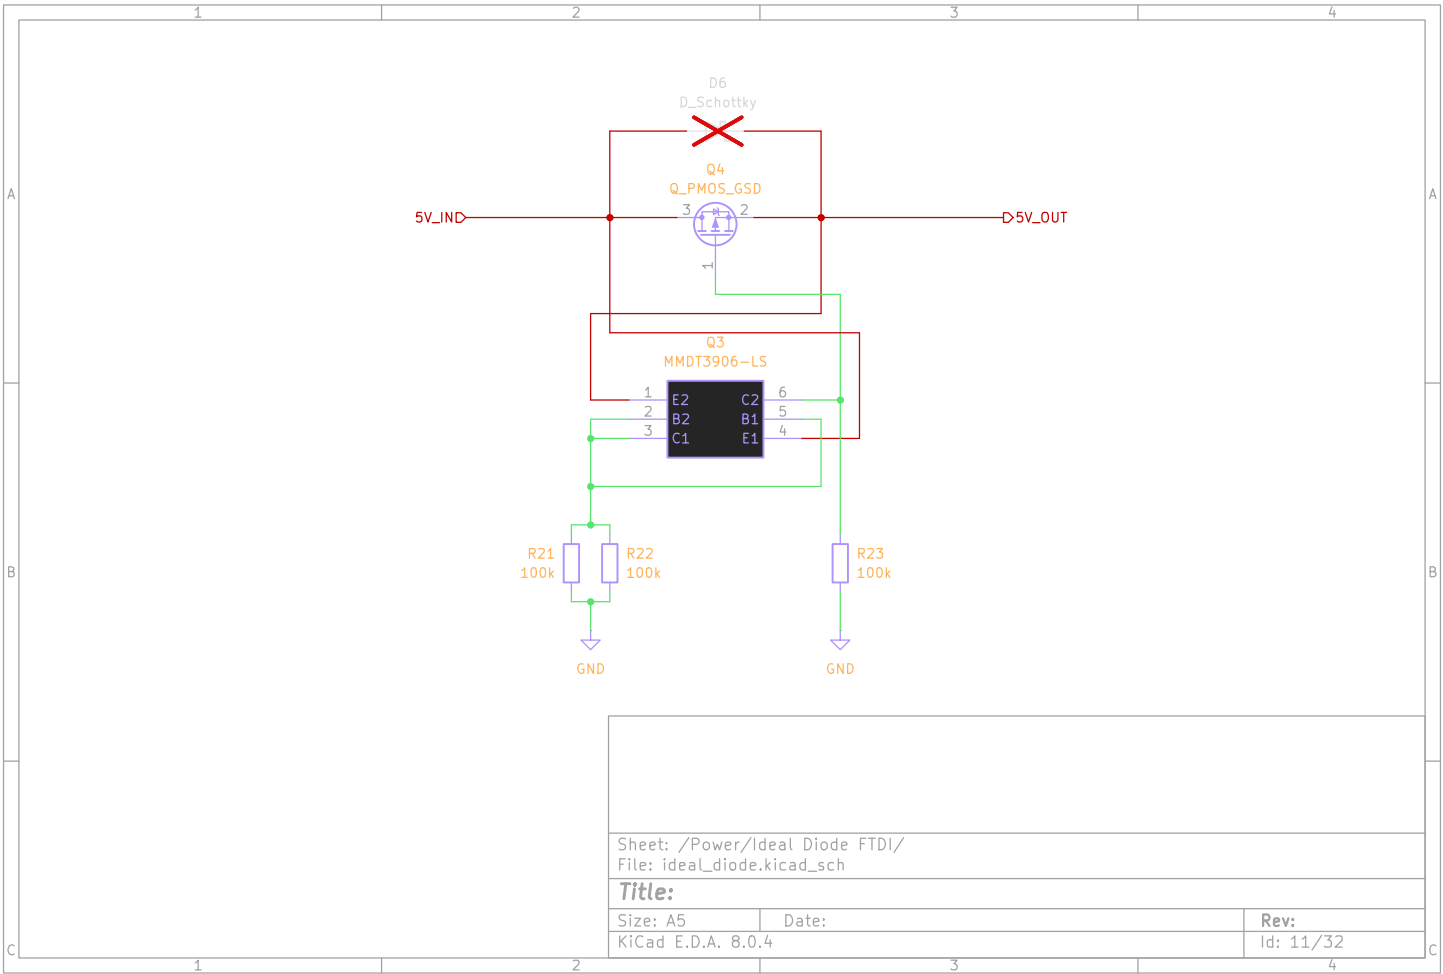 1 2 3 4
D6
D_Schottky
A A
Q4
Q_PMOS_GSD
5V_IN 3 2 5V_OUT
1
Q3
MMDT3906-LS
1 E2 C2 6
2 B2 B1 5
3 C1 E1 4
R21 R22 R23
100k 100k 100k
B B
GND GND
Sheet: /Power/Ideal Diode FTDI/
File: ideal_diode.kicad_sch
Title:
Size: A5 Date: Rev:
KiCad E.D.A. 8.0.4 Id: 11/32
C C
1 2 3 4